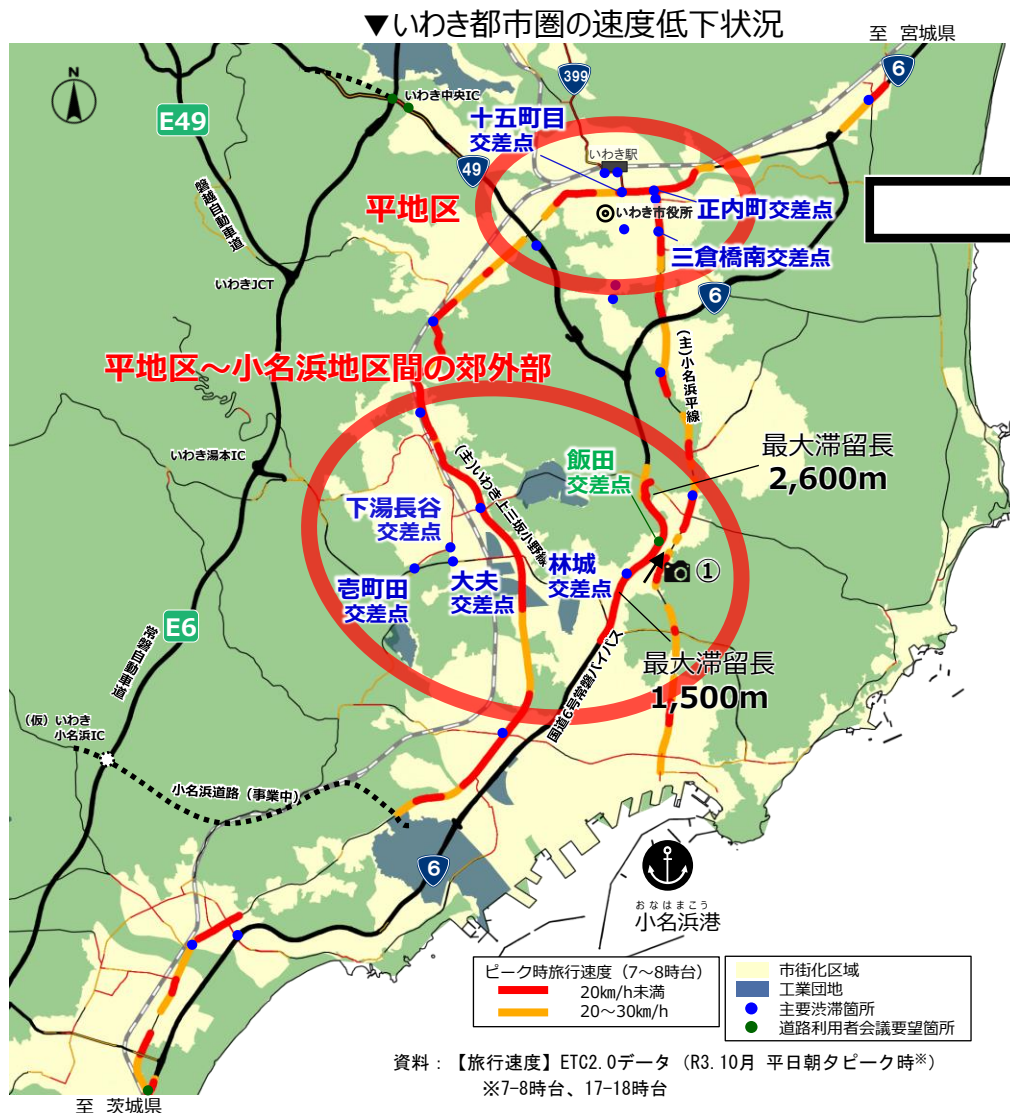 ▼いわき都市圏の速度低下状況
至 宮城県
6
399
N
いわき中央IC
E49
十五町目
交差点
いわき駅
49
平地区
いわき市役所
正内町交差点
三倉橋南交差点
磐越自動車道
いわきJCT
6
(主)小名浜平線
平地区～小名浜地区間の郊外部
最大滞留長
2,600m
飯田
交差点
いわき湯本IC
(主)いわき上三坂小野線
下湯長谷
交差点
林城
交差点
①
大夫
交差点
壱町田
交差点
E6
常磐自動車道
最大滞留長
1,500m
国道6号常磐バイパス
（仮）いわき
小名浜IC
小名浜道路（事業中）
6
おなはまこう
小名浜港
ピーク時旅行速度（7～8時台）
20km/h未満
20～30km/h
市街化区域
工業団地
主要渋滞箇所
道路利用者会議要望箇所
資料：【旅行速度】ETC2.0データ（R3.10月 平日朝夕ピーク時※）
※7-8時台、17-18時台
至 茨城県